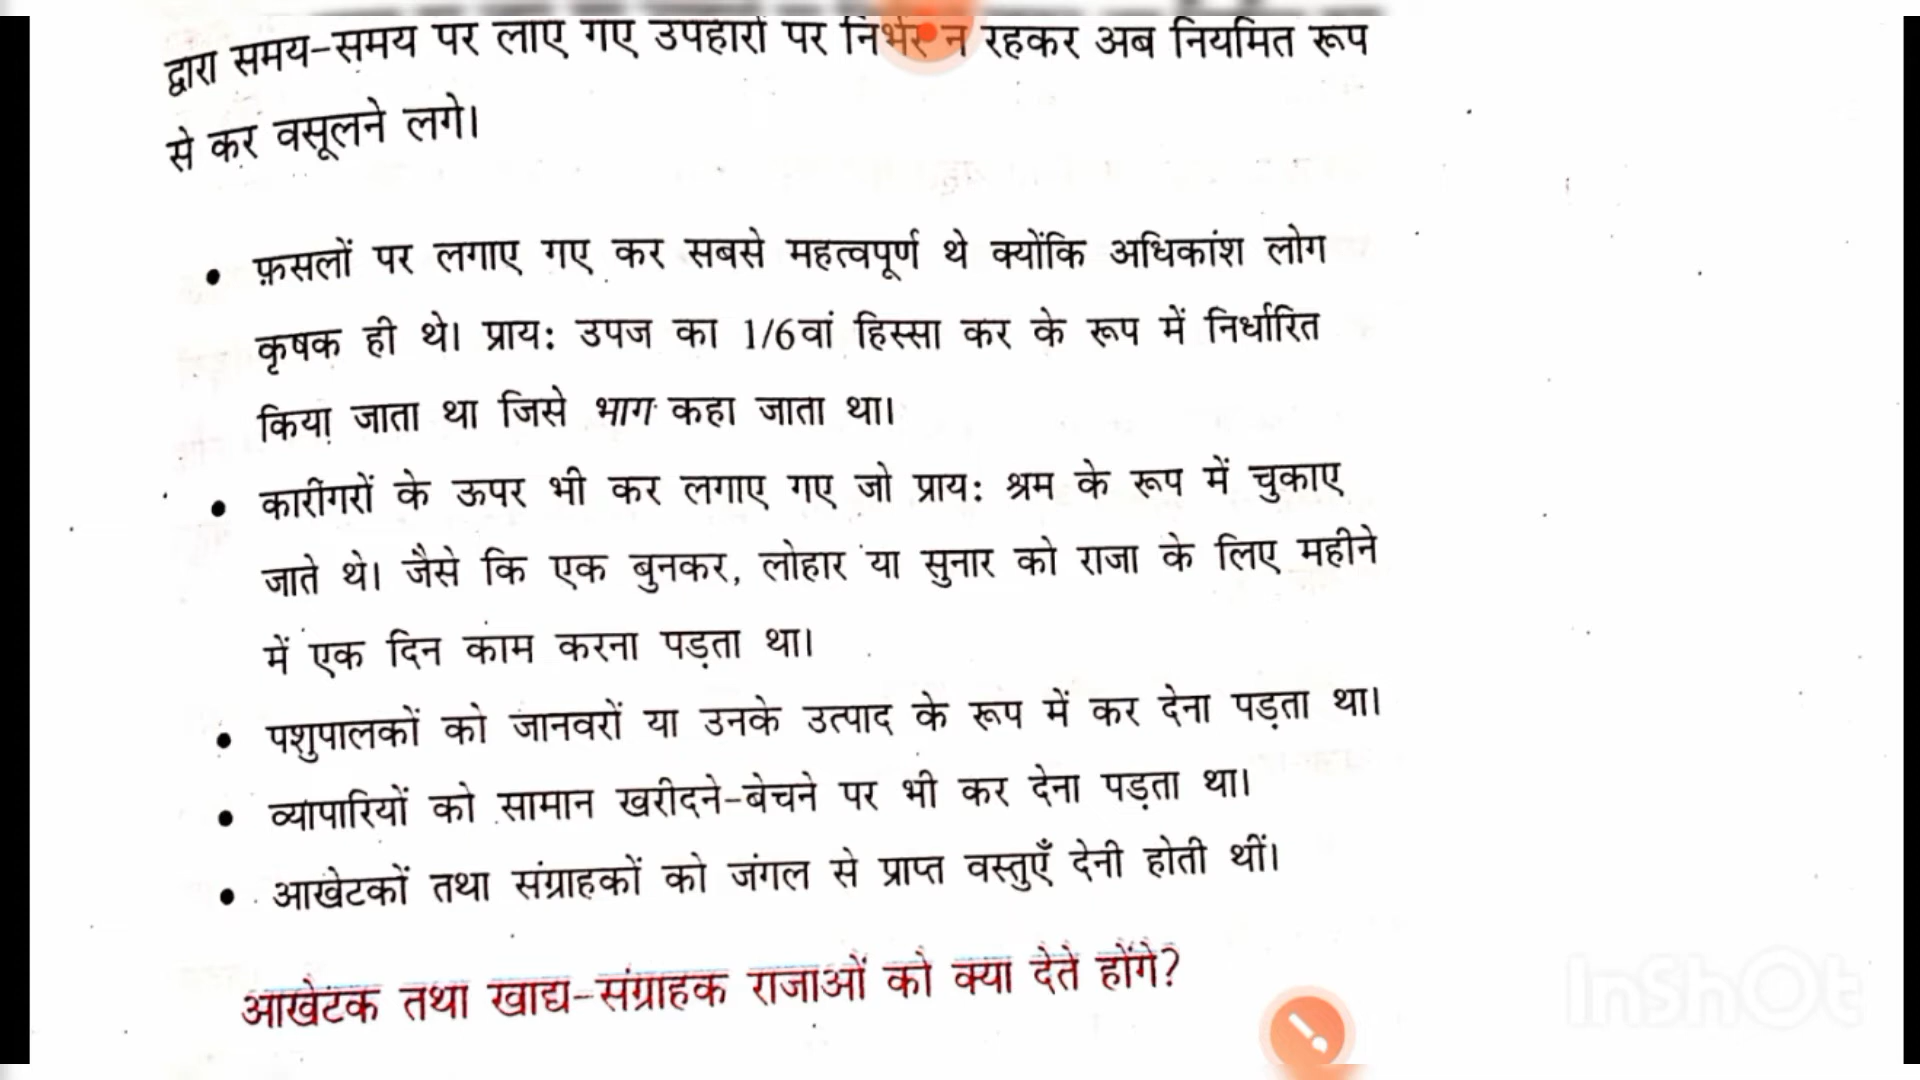 द्वारा समय-समय पर लाए गए उपहारों पर निर्भर न रहकर अब नियमित रूप
से कर वसूलने लगे।
फ़सलों पर लगाए गए कर सबसे महत्वपूर्ण थे क्योंकि अधिकांश लोग
कृषक ही थे। प्राय: उपज का 1/6वां हिस्सा कर के रूप में निर्धारित
किया जाता था जिसे भाग कहा जाता था।
कारीगरों के ऊपर भी कर लगाए गए जो प्राय: श्रम के रूप में चुकाए
जाते थे। जैसे कि एक बुनकर, लोहार या सुनार को राजा के लिए महीने
में एक दिन काम करना पड़ता था।
पशुपालकों को जानवरों या उनके उत्पाद के रूप में कर देना पड़ता था।
व्यापारियों को सामान खरीदने-बेचने पर भी कर देना पड़ता था।
आखेटकों तथा संग्राहकों को जंगल से प्राप्त वस्तुएँ देनी होती थीं।
आखेटक तथा खाद्य-संग्राहक राजाओं को क्या देते होंगे?
InShOt